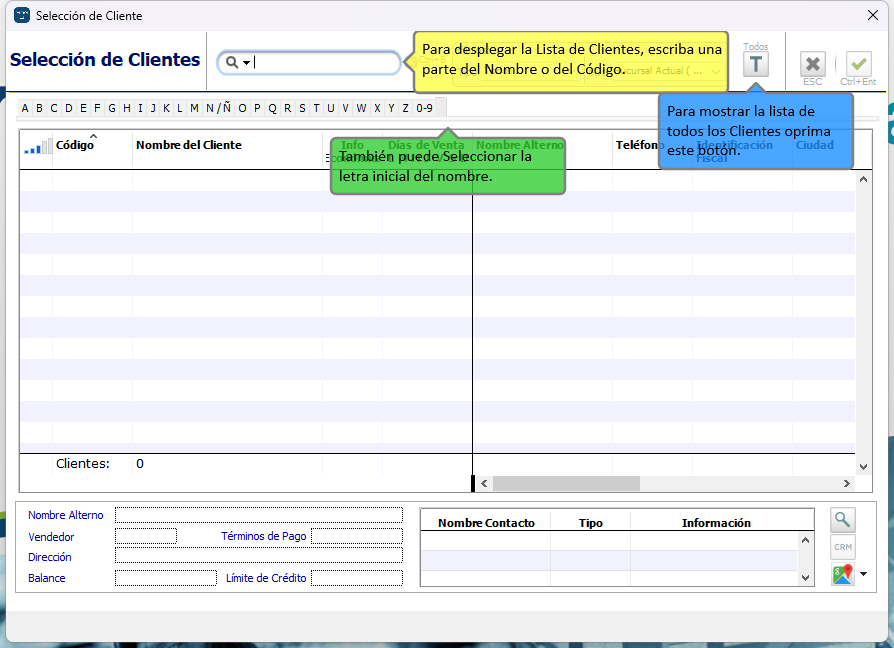 Selección de Cliente
Selección de Clientes
Para desplegar la Lista de Clientes, escriba una
parte del Nombre o del Código.
Todos
T
ESC
Ctrl+Ent
A B C D E F G H I J K L M N/Ñ O P Q R S T U V W X Y Z 0-9
Para mostrar la lista de
todos los Clientes oprima
este botón.
Código
Nombre del Cliente
Info
Días de Venta
Nombre Alterno
Teléfono
Identificación
Fiscal
Ciudad
También puede Seleccionar la
letra inicial del nombre.
Clientes: 0
Nombre Alterno
Vendedor
Términos de Pago
Dirección
Balance
Límite de Crédito
Nombre Contacto
Tipo
Información
CRM